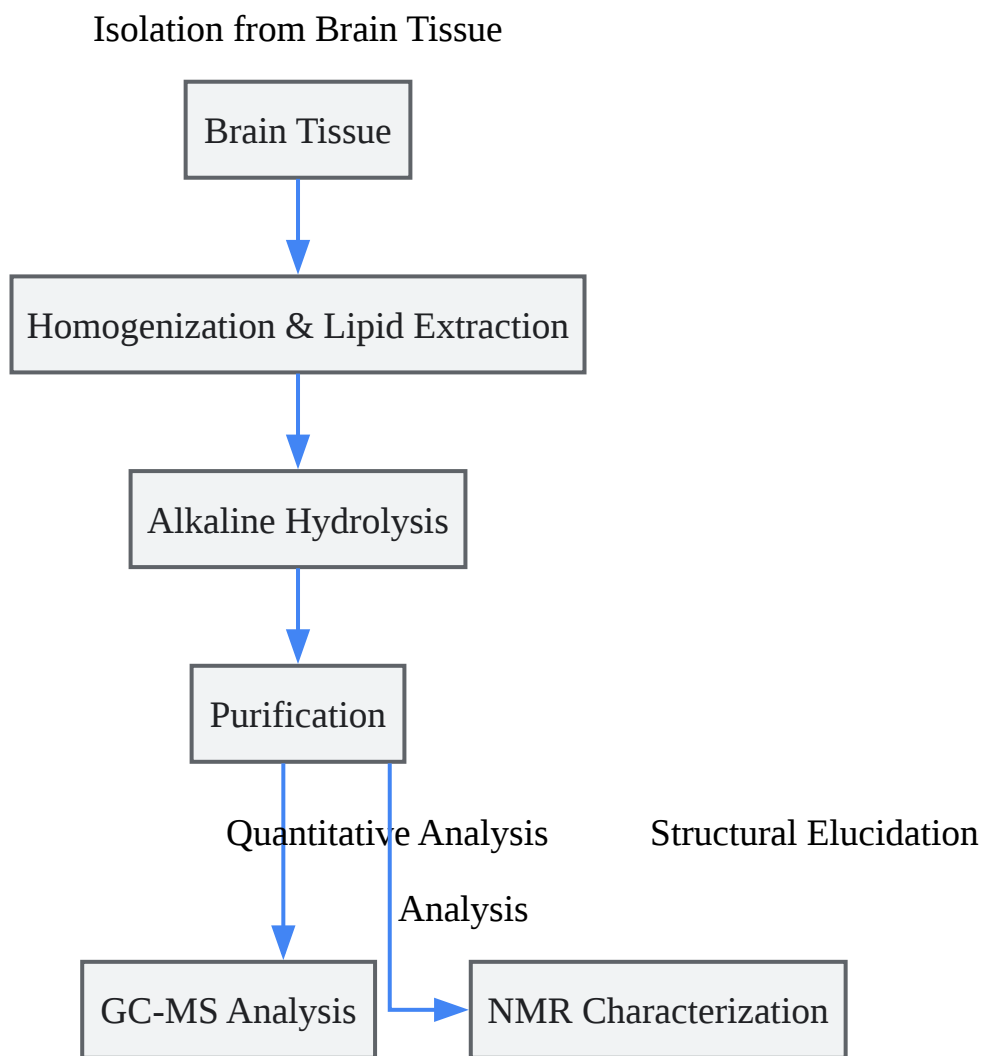 Isolation from Brain Tissue
Brain Tissue
Homogenization & Lipid Extraction
Alkaline Hydrolysis
Purification
Quantitative Analysis
Structural Elucidation
Analysis
GC-MS Analysis
NMR Characterization